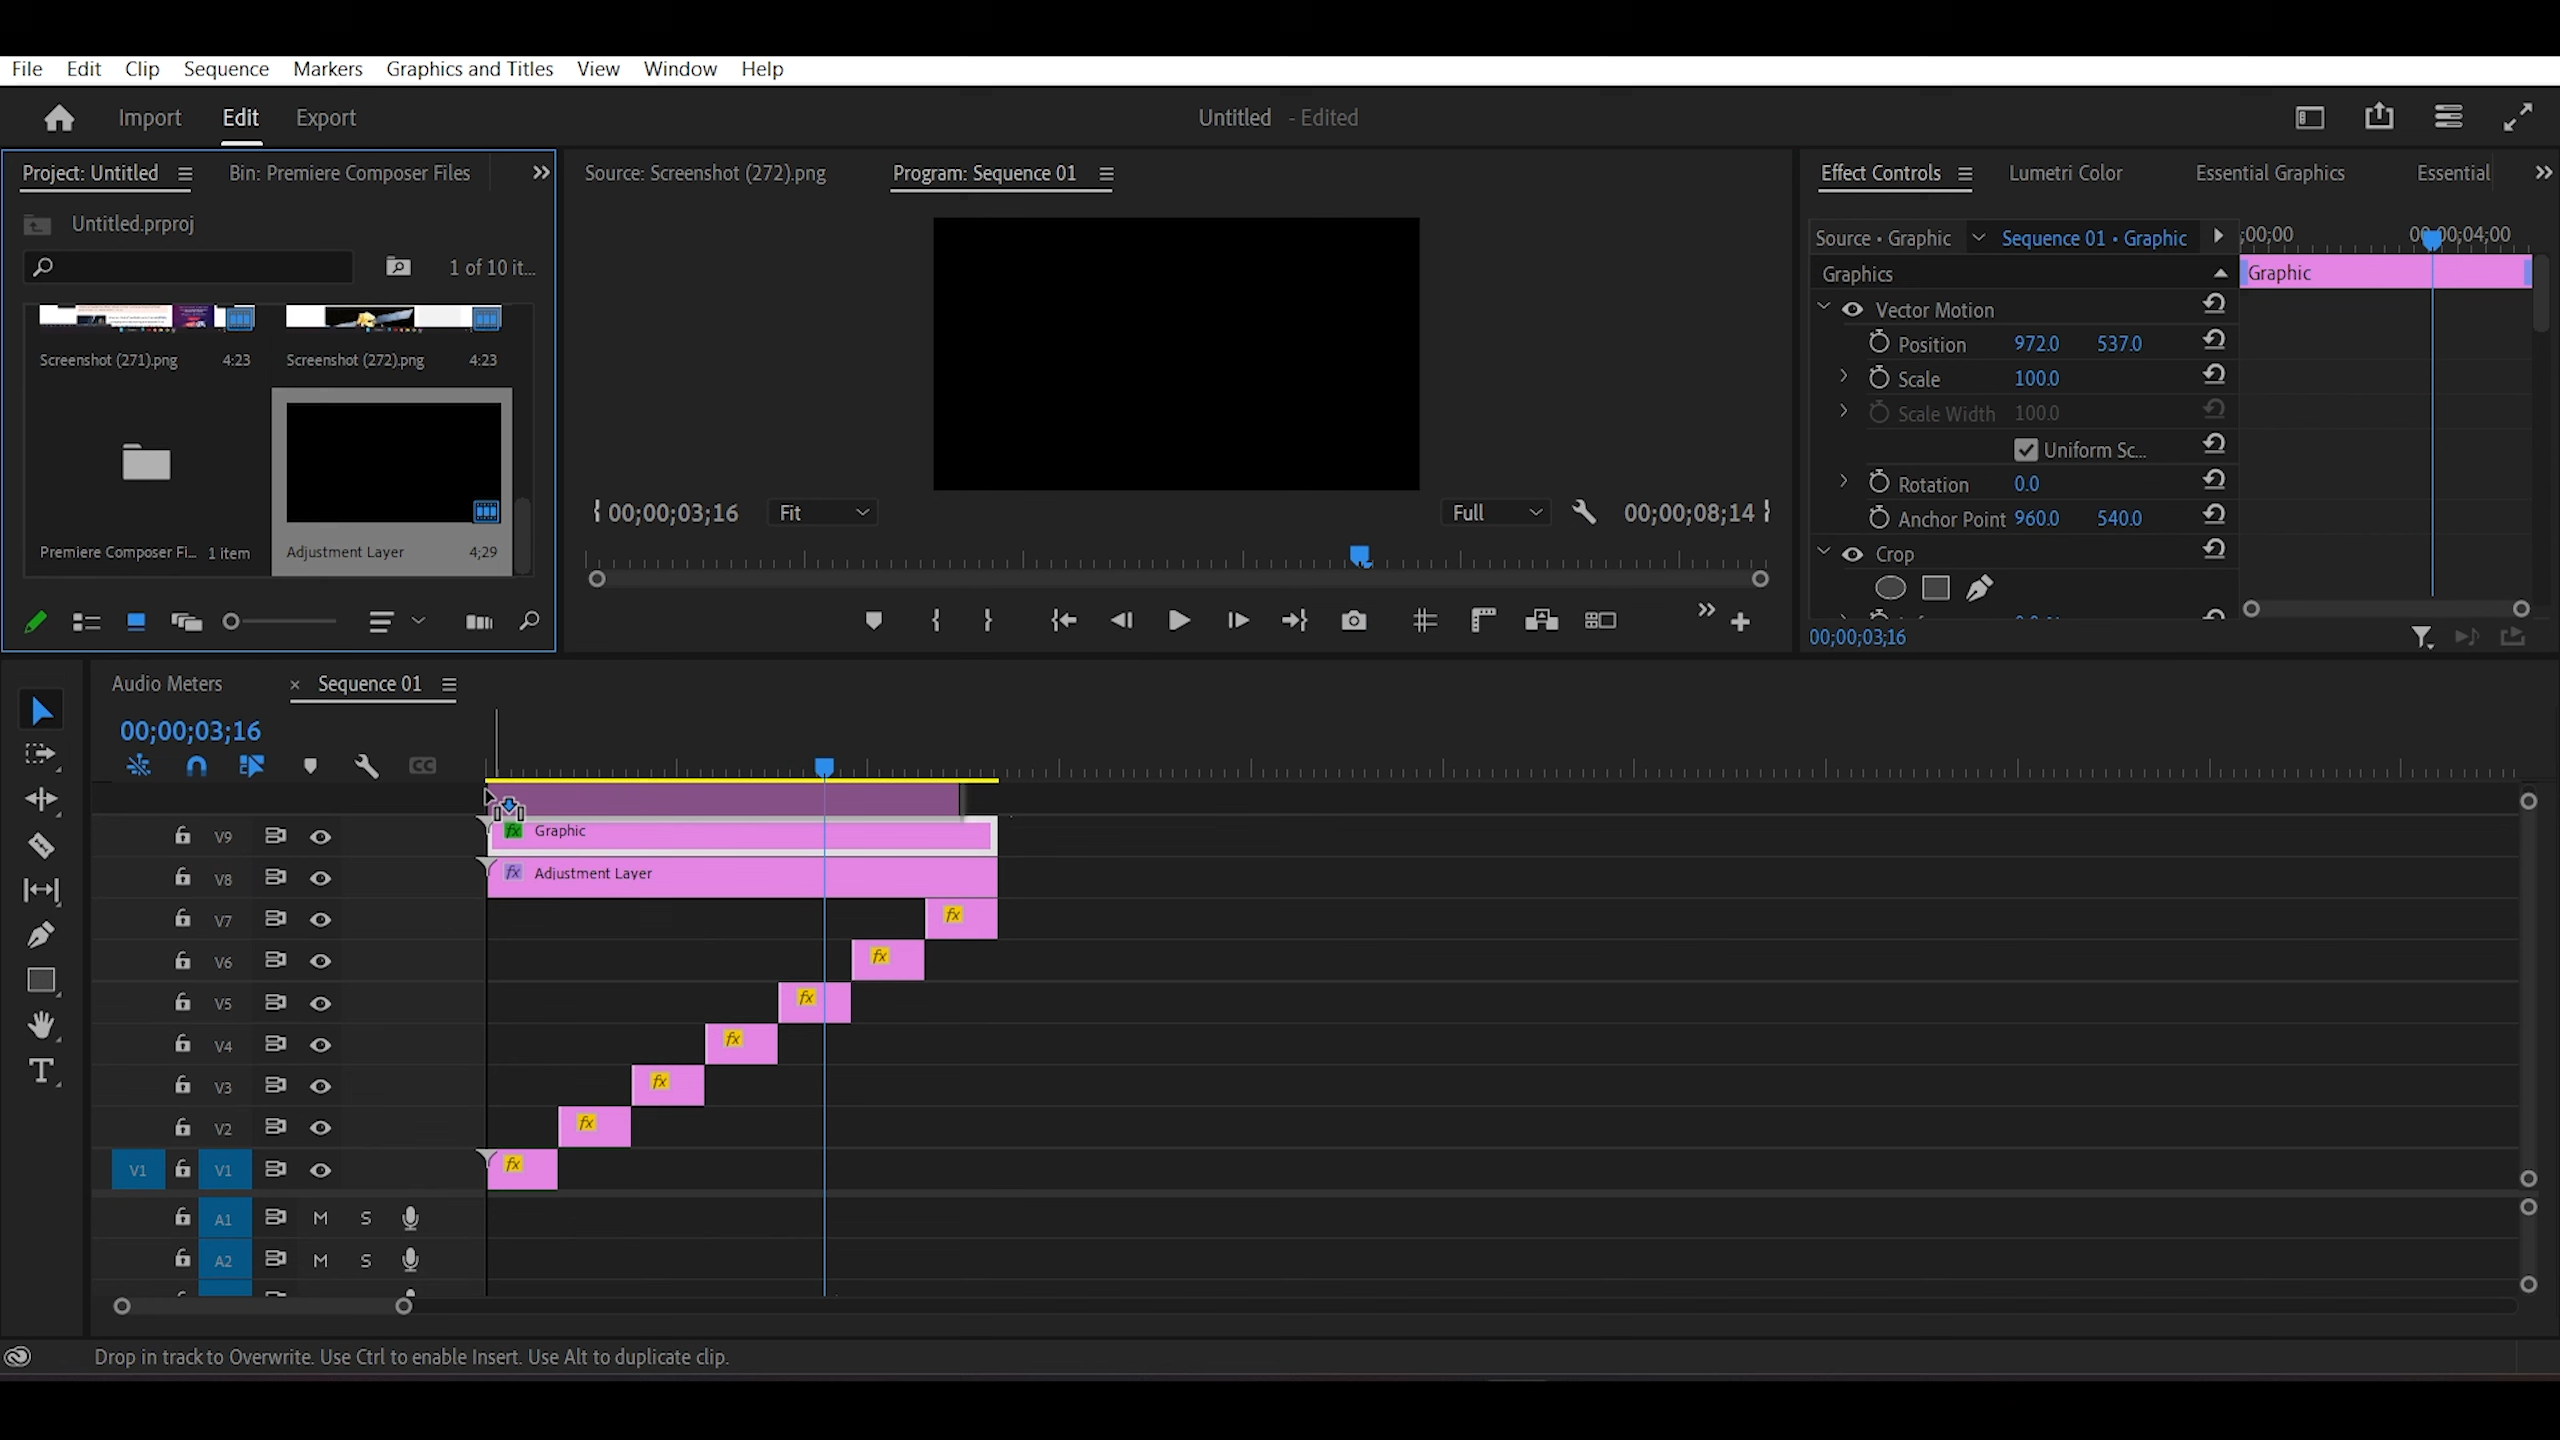 File Edit Clip Sequence Markers Graphics and Titles View Window Help
Import Edit Export Untitled - Edited
Project: Untitled Bin: Premiere Composer Files
Untitled.prproj
1 of 10 it...
Screenshot (271).png 4:23 Screenshot (272).png 4:23
Premiere Composer Fi... 1 item Adjustment Layer 4;29
Source: Screenshot (272).png Program: Sequence 01
00;00;03;16 Fit Full 00;00;08;14
Effect Controls Lumetri Color Essential Graphics Essential
Source • Graphic Sequence 01 • Graphic ;00;00 00;00;04;00
Graphics Graphic
Vector Motion
Position 972.0 537.0
Scale 100.0
Scale Width 100.0
Uniform Sc...
Rotation 0.0
Anchor Point 960.0 540.0
Crop
00;00;03;16
Audio Meters × Sequence 01
00;00;03;16
CC
V9 fx Graphic
V8 fx Adjustment Layer
V7 fx
V6 fx
V5 fx
V4 fx
V3 fx
V2 fx
V1 V1 fx
A1 M S
A2 M S
T
Drop in track to Overwrite. Use Ctrl to enable Insert. Use Alt to duplicate clip.